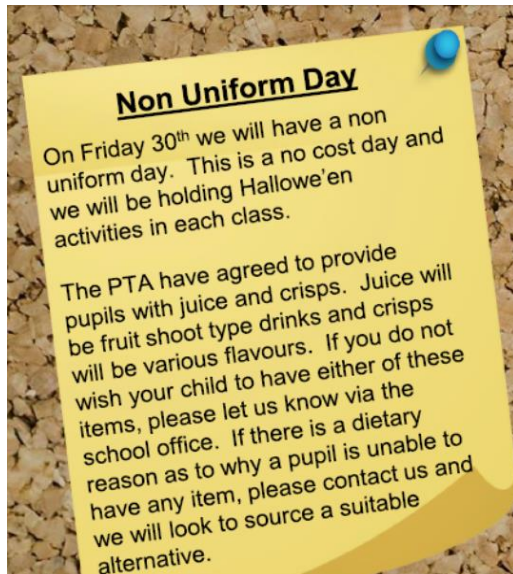 Non Uniform Day
On Friday 30th we will have a non
uniform day. This is a no cost day and
we will be holding Hallowe'en
activities in each class.
The PTA have agreed to provide
pupils with juice and crisps. Juice will
be fruit shoot type drinks and crisps
will be various flavours. If you do not
wish your child to have either of these
items, please let us know via the
school office. If there is a dietary
reason as to why a pupil is unable to
have any item, please contact us and
we will look to source a suitable
alternative.